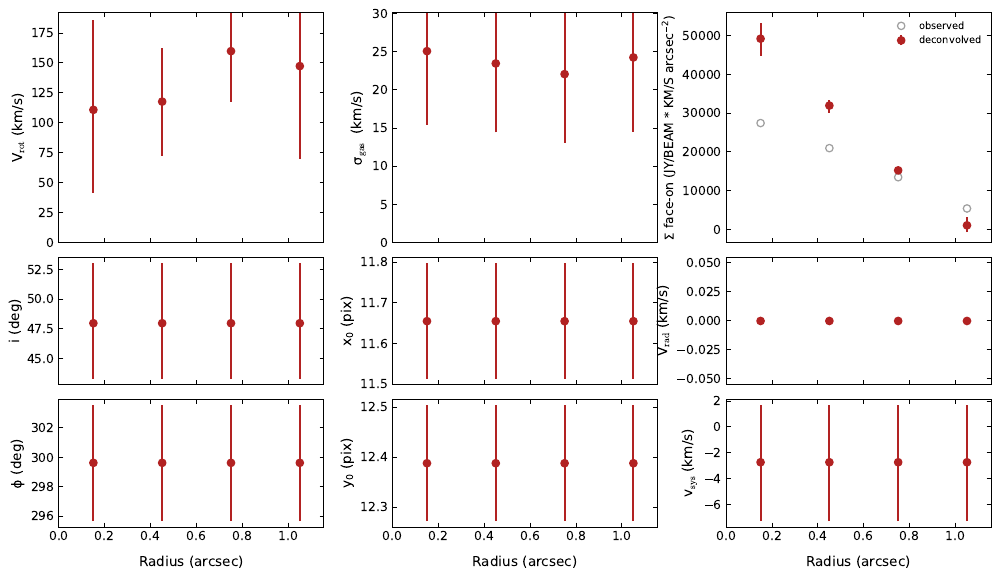 175
150
125
100
75
50
25
0
V_rot (km/s)
30
25
20
15
10
5
0
σ_gas (km/s)
50000
40000
30000
20000
10000
0
Σ face-on (JY/BEAM * KM/S arcsec⁻²)
observed
deconvolved
52.5
50.0
47.5
45.0
i (deg)
11.8
11.7
11.6
11.5
x₀ (pix)
0.050
0.025
0.000
−0.025
−0.050
V_rad (km/s)
302
300
298
296
ϕ (deg)
0.0 0.2 0.4 0.6 0.8 1.0
Radius (arcsec)
12.5
12.4
12.3
y₀ (pix)
0.0 0.2 0.4 0.6 0.8 1.0
Radius (arcsec)
2
0
−2
−4
−6
v_sys (km/s)
0.0 0.2 0.4 0.6 0.8 1.0
Radius (arcsec)